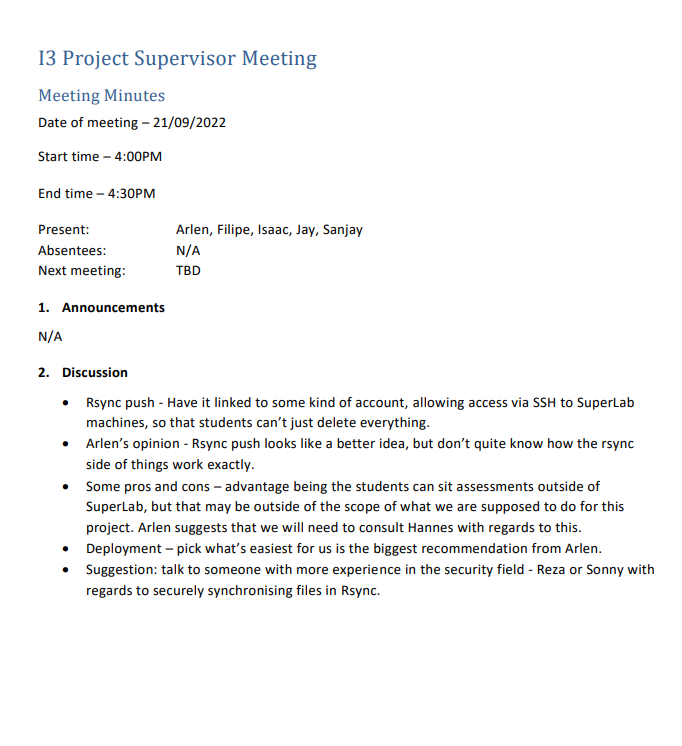 I3 Project Supervisor Meeting
Meeting Minutes
Date of meeting – 21/09/2022
Start time – 4:00PM
End time – 4:30PM
Present: Arlen, Filipe, Isaac, Jay, Sanjay
Absentees: N/A
Next meeting: TBD
1. Announcements
N/A
2. Discussion
• Rsync push - Have it linked to some kind of account, allowing access via SSH to SuperLab
machines, so that students can’t just delete everything.
• Arlen’s opinion - Rsync push looks like a better idea, but don’t quite know how the rsync
side of things work exactly.
• Some pros and cons – advantage being the students can sit assessments outside of
SuperLab, but that may be outside of the scope of what we are supposed to do for this
project. Arlen suggests that we will need to consult Hannes with regards to this.
• Deployment – pick what’s easiest for us is the biggest recommendation from Arlen.
• Suggestion: talk to someone with more experience in the security field - Reza or Sonny with
regards to securely synchronising files in Rsync.